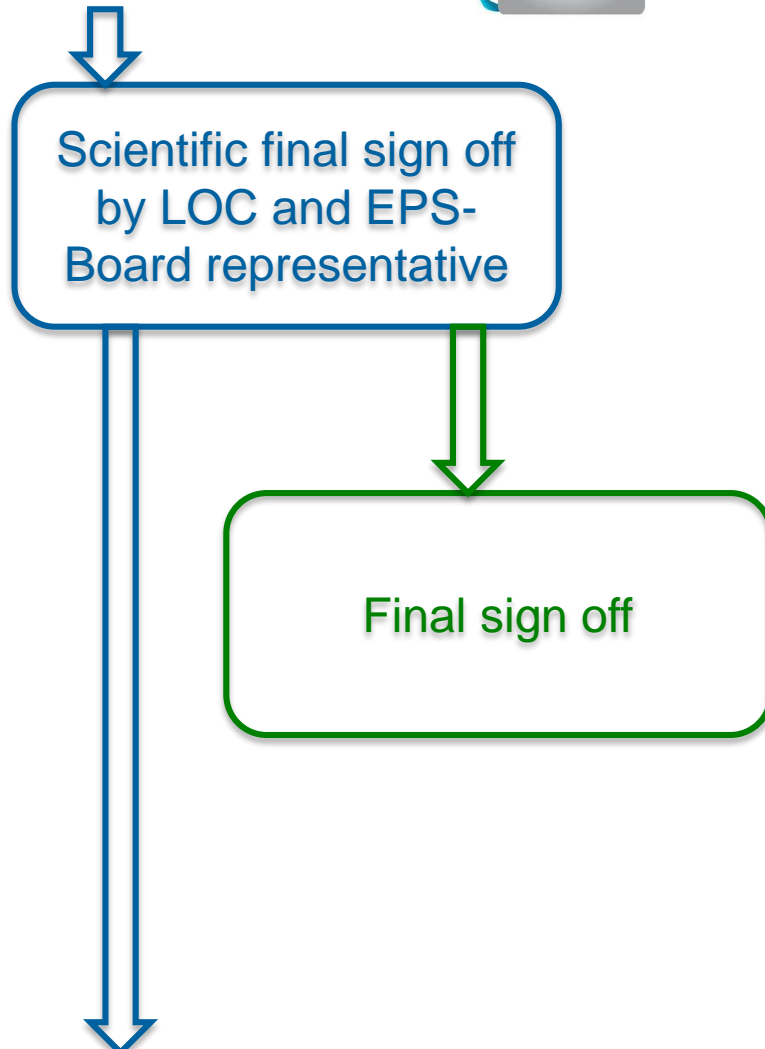 Scientific final sign off
by LOC and EPS-
Board representative
Final sign off